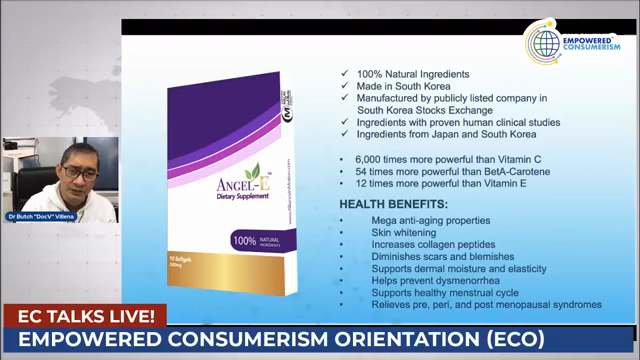 EMPOWERED
CONSUMERISM
✓ 100% Natural Ingredients
✓ Made in South Korea
✓ Manufactured by publicly listed company in
South Korea Stocks Exchange
✓ Ingredients with proven human clinical studies
✓ Ingredients from Japan and South Korea
• 6,000 times more powerful than Vitamin C
• 54 times more powerful than BetA-Carotene
• 12 times more powerful than Vitamin E
HEALTH BENEFITS:
• Mega anti-aging properties
• Skin whitening
• Increases collagen peptides
• Diminishes scars and blemishes
• Supports dermal moisture and elasticity
• Helps prevent dysmenorrhea
• Supports healthy menstrual cycle
• Relieves pre, peri, and post menopausal syndromes
ANGEL-E
Dietary Supplement
100% NATURAL
INGREDIENTS
10 Softgels
500mg
Dr Butch "DocV" Villena
EC TALKS LIVE!
EMPOWERED CONSUMERISM ORIENTATION (ECO)